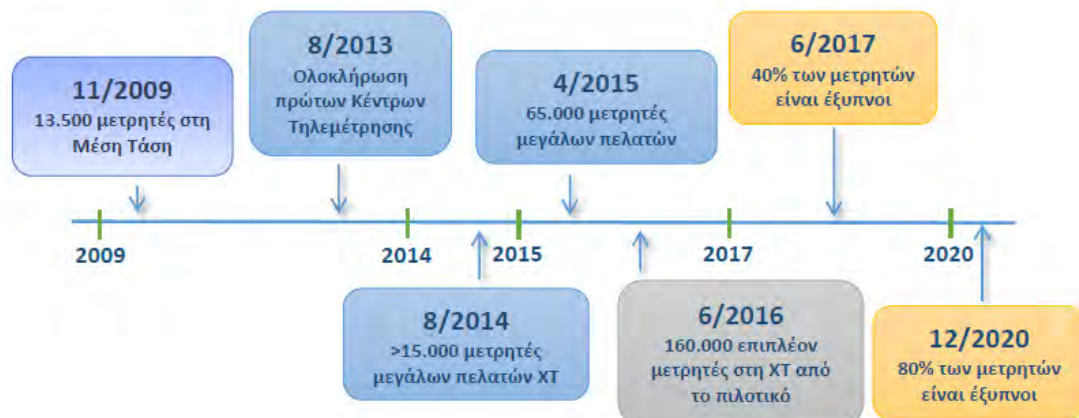 11/2009
13.500 μετρητές στη
Μέση Τάση
8/2013
Ολοκλήρωση
πρώτων Κέντρων
Τηλεμέτρησης
4/2015
65.000 μετρητές
μεγάλων πελατών
6/2017
40% των μετρητών
είναι έξυπνοι
2009
2014
2015
2017
2020
8/2014
>15.000 μετρητές
μεγάλων πελατών ΧΤ
6/2016
160.000 επιπλέον
μετρητές στη ΧΤ από
το πιλοτικό
12/2020
80% των μετρητών
είναι έξυπνοι